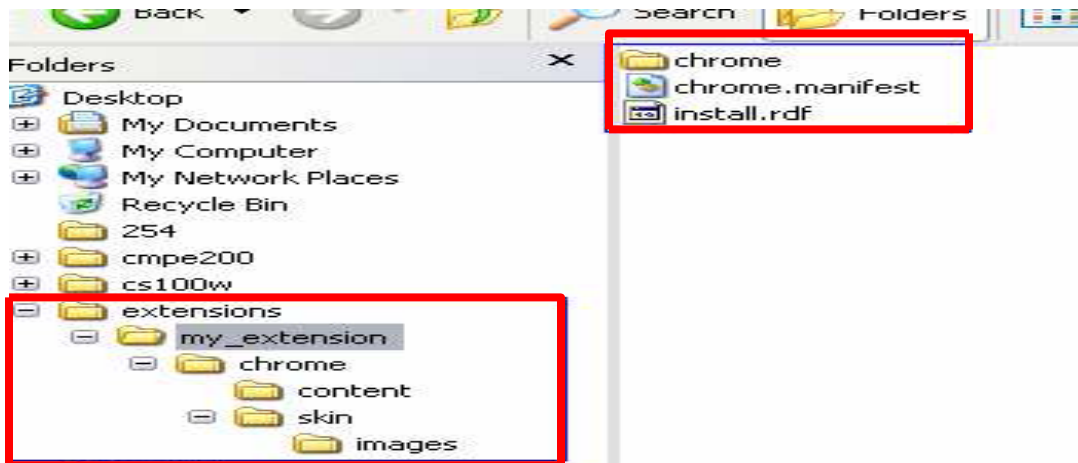 Back
Search
Folders
Folders
Desktop
My Documents
My Computer
My Network Places
Recycle Bin
254
cmpe200
cs100w
extensions
my_extension
chrome
content
skin
images
chrome
chrome.manifest
install.rdf